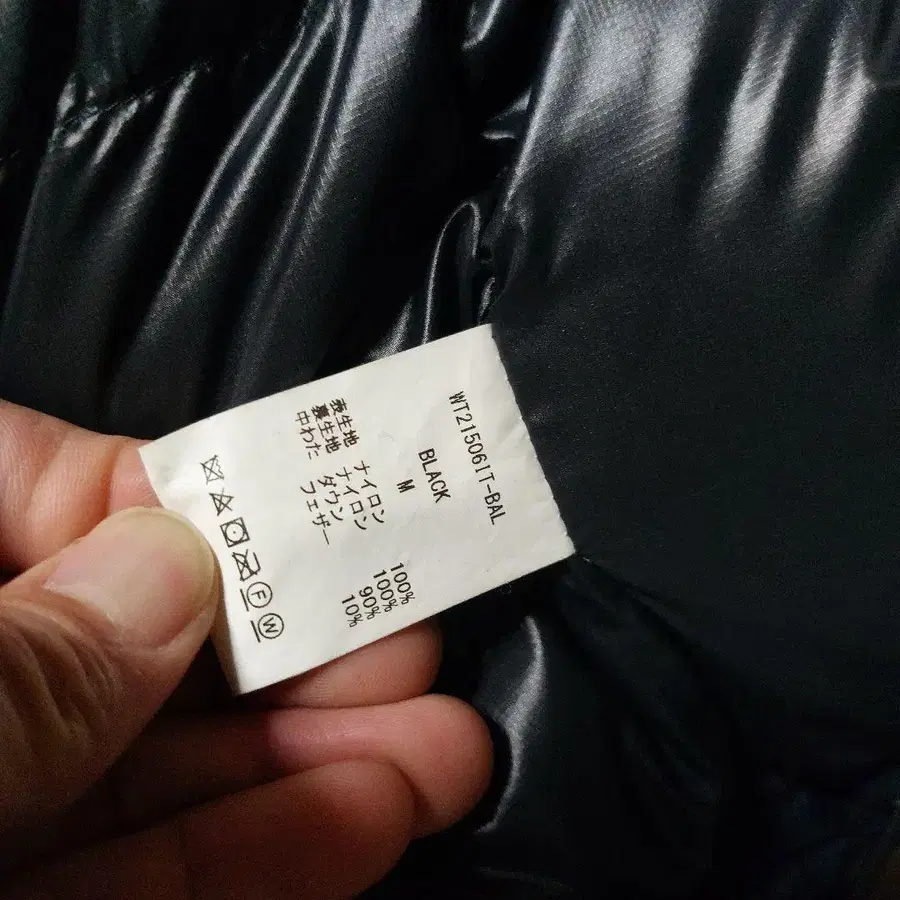 WT21506IT-BAL
BLACK
M
表生地 ナイロン 100%
裏生地 ナイロン 100%
中わた ダウン 90%
フェザー 10%
F W